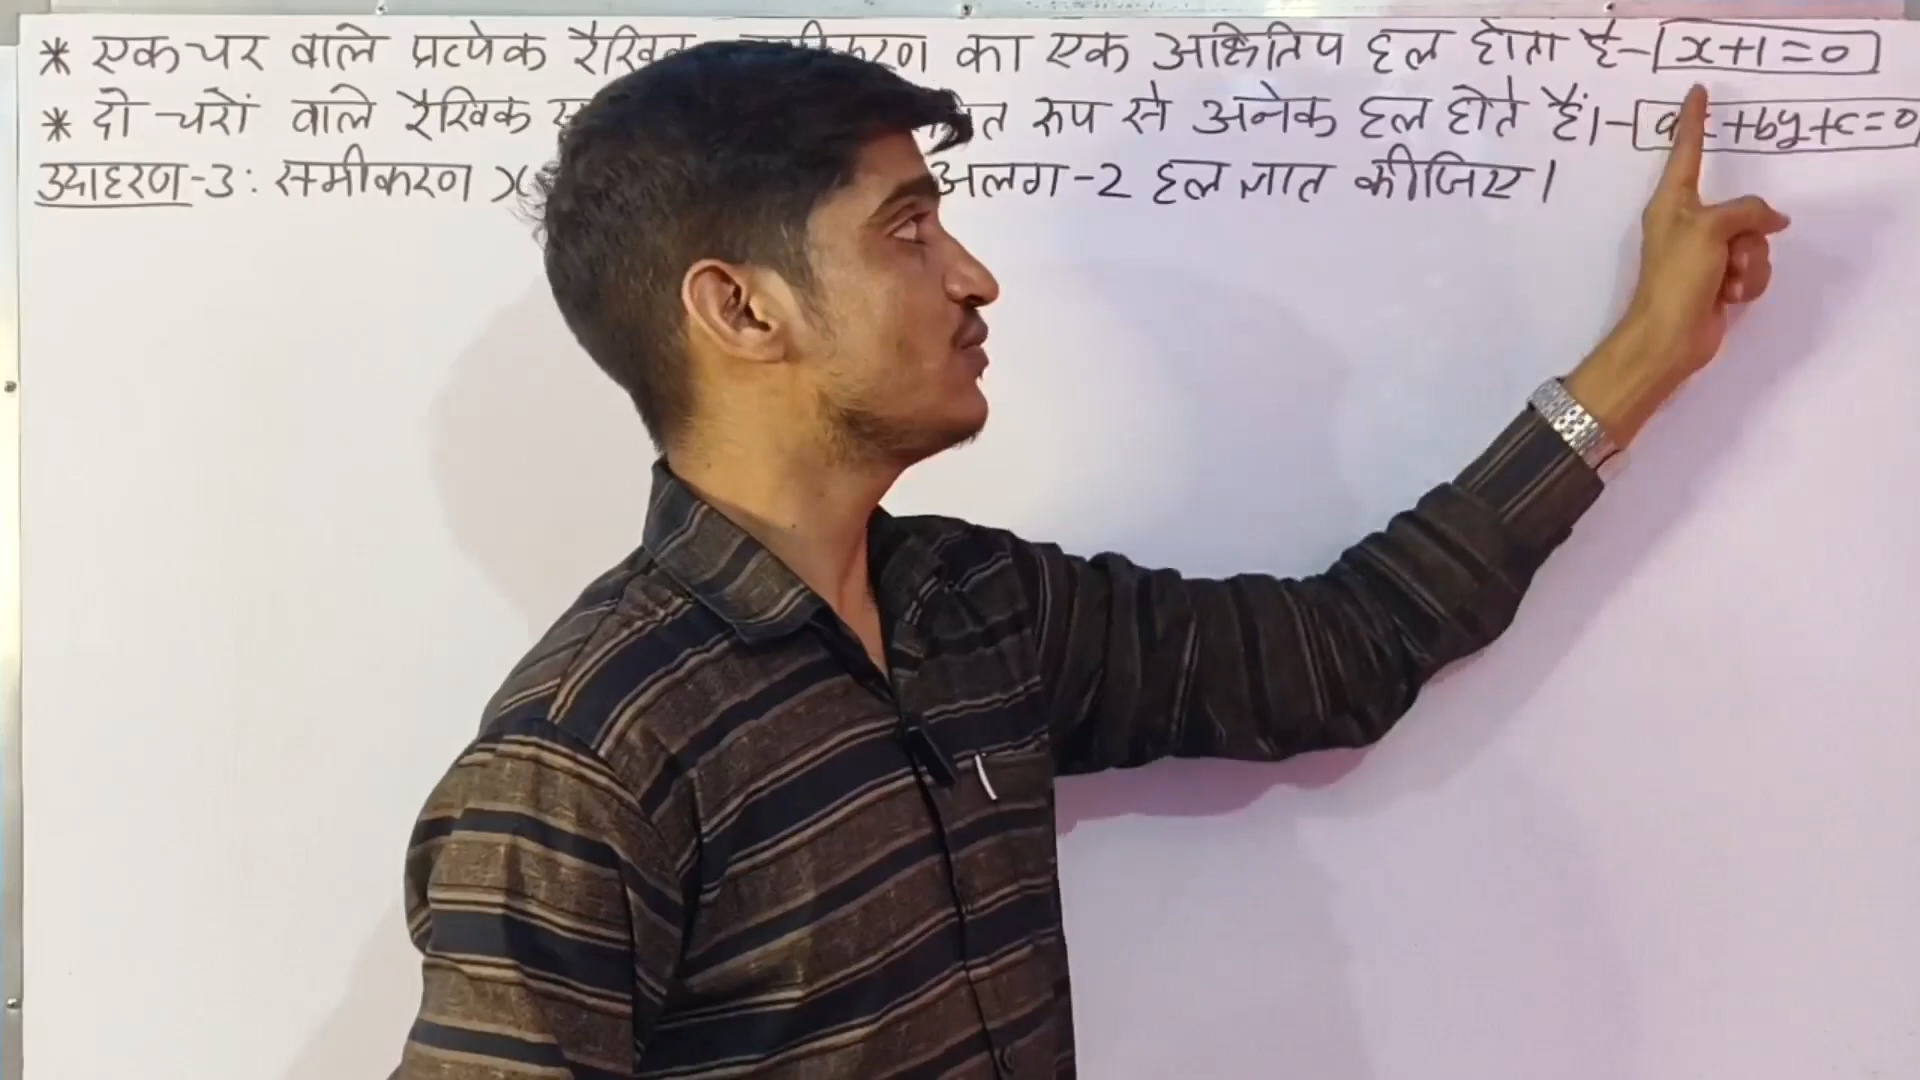 * एक चर वाले प्रत्येक रैखिक समीकरण का एक अद्वितिय हल होता है - x+1=0
* दो चरों वाले रैखिक रूप से अनेक हल होते हैं। - ax+by+c=0
उदाहरण-3: समीकरण x अलग-2 हल ज्ञात कीजिए।